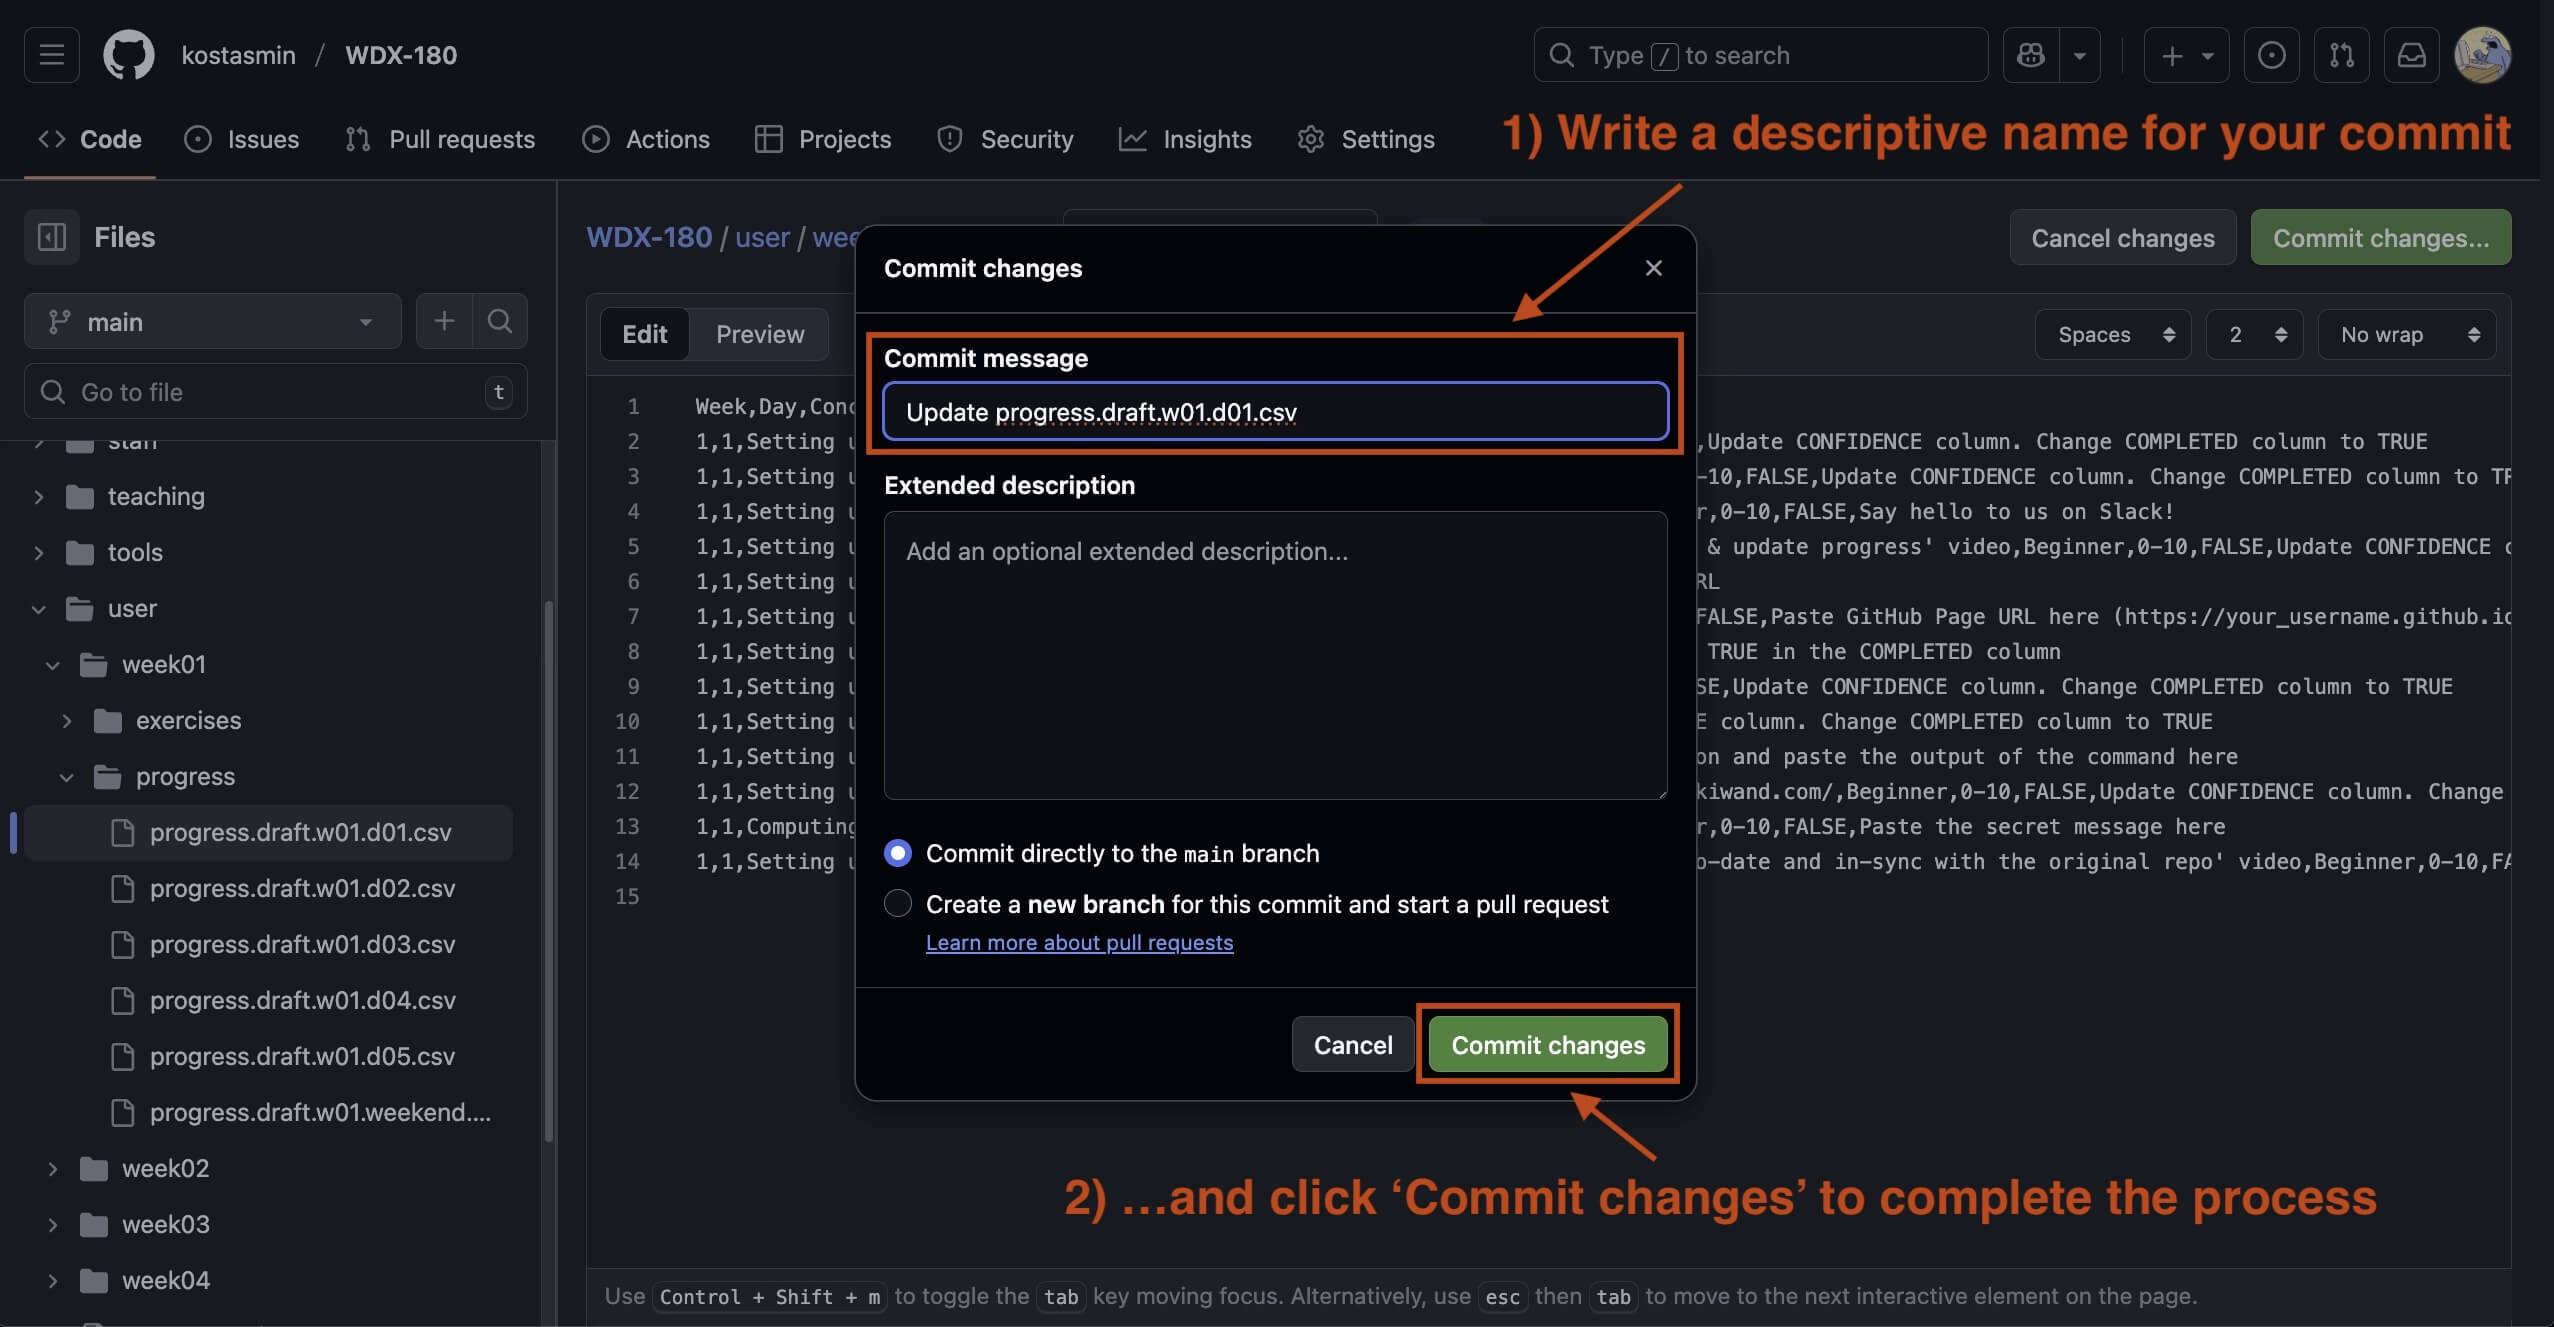 kostasmin / WDX-180
Type / to search
Code
Issues
Pull requests
Actions
Projects
Security
Insights
Settings
1) Write a descriptive name for your commit
Files
main
Go to file
t
staff
teaching
tools
user
week01
exercises
progress
progress.draft.w01.d01.csv
progress.draft.w01.d02.csv
progress.draft.w01.d03.csv
progress.draft.w01.d04.csv
progress.draft.w01.d05.csv
progress.draft.w01.weekend....
week02
week03
week04
WDX-180 / user / wee
Cancel changes
Commit changes...
Edit
Preview
Spaces
2
No wrap
1 Week,Day,Conc
2 1,1,Setting u ,Update CONFIDENCE column. Change COMPLETED column to TRUE
3 1,1,Setting u -10,FALSE,Update CONFIDENCE column. Change COMPLETED column to TR
4 1,1,Setting u r,0-10,FALSE,Say hello to us on Slack!
5 1,1,Setting u & update progress' video,Beginner,0-10,FALSE,Update CONFIDENCE c
6 1,1,Setting u RL
7 1,1,Setting u FALSE,Paste GitHub Page URL here (https://your_username.github.io
8 1,1,Setting u TRUE in the COMPLETED column
9 1,1,Setting u SE,Update CONFIDENCE column. Change COMPLETED column to TRUE
10 1,1,Setting u E column. Change COMPLETED column to TRUE
11 1,1,Setting u on and paste the output of the command here
12 1,1,Setting u kiwand.com/,Beginner,0-10,FALSE,Update CONFIDENCE column. Change
13 1,1,Computing r,0-10,FALSE,Paste the secret message here
14 1,1,Setting u o-date and in-sync with the original repo' video,Beginner,0-10,FA
15
Commit changes
Commit message
Update progress.draft.w01.d01.csv
Extended description
Add an optional extended description...
Commit directly to the main branch
Create a new branch for this commit and start a pull request
Learn more about pull requests
Cancel
Commit changes
2) ...and click ‘Commit changes’ to complete the process
Use Control + Shift + m to toggle the tab key moving focus. Alternatively, use esc then tab to move to the next interactive element on the page.